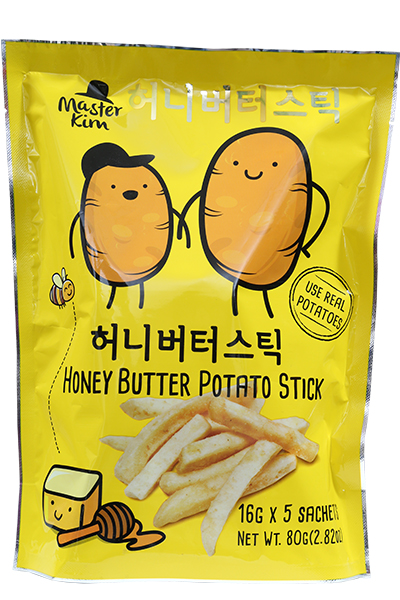 Master
Kim
허니버터스틱
USE REAL
POTATOES
허니버터스틱
HONEY BUTTER POTATO STICK
16G X 5 SACHETS
NET WT. 80G(2.82OZ)